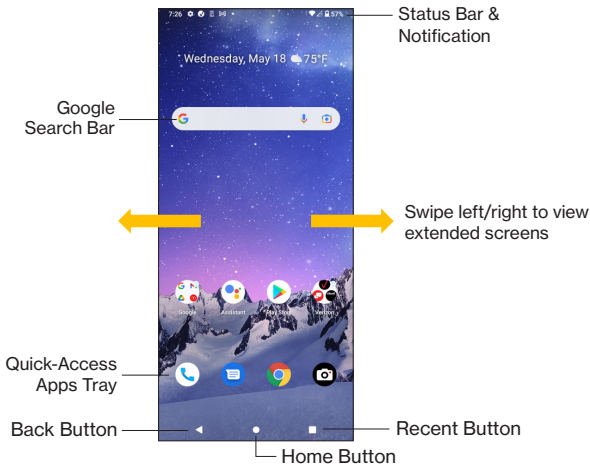 7:26
57%
Status Bar &
Notification
Wednesday, May 18 75°F
Google
Search Bar
Swipe left/right to view
extended screens
Google
Assistant
Play Store
Verizon
Quick-Access
Apps Tray
Back Button
Recent Button
Home Button